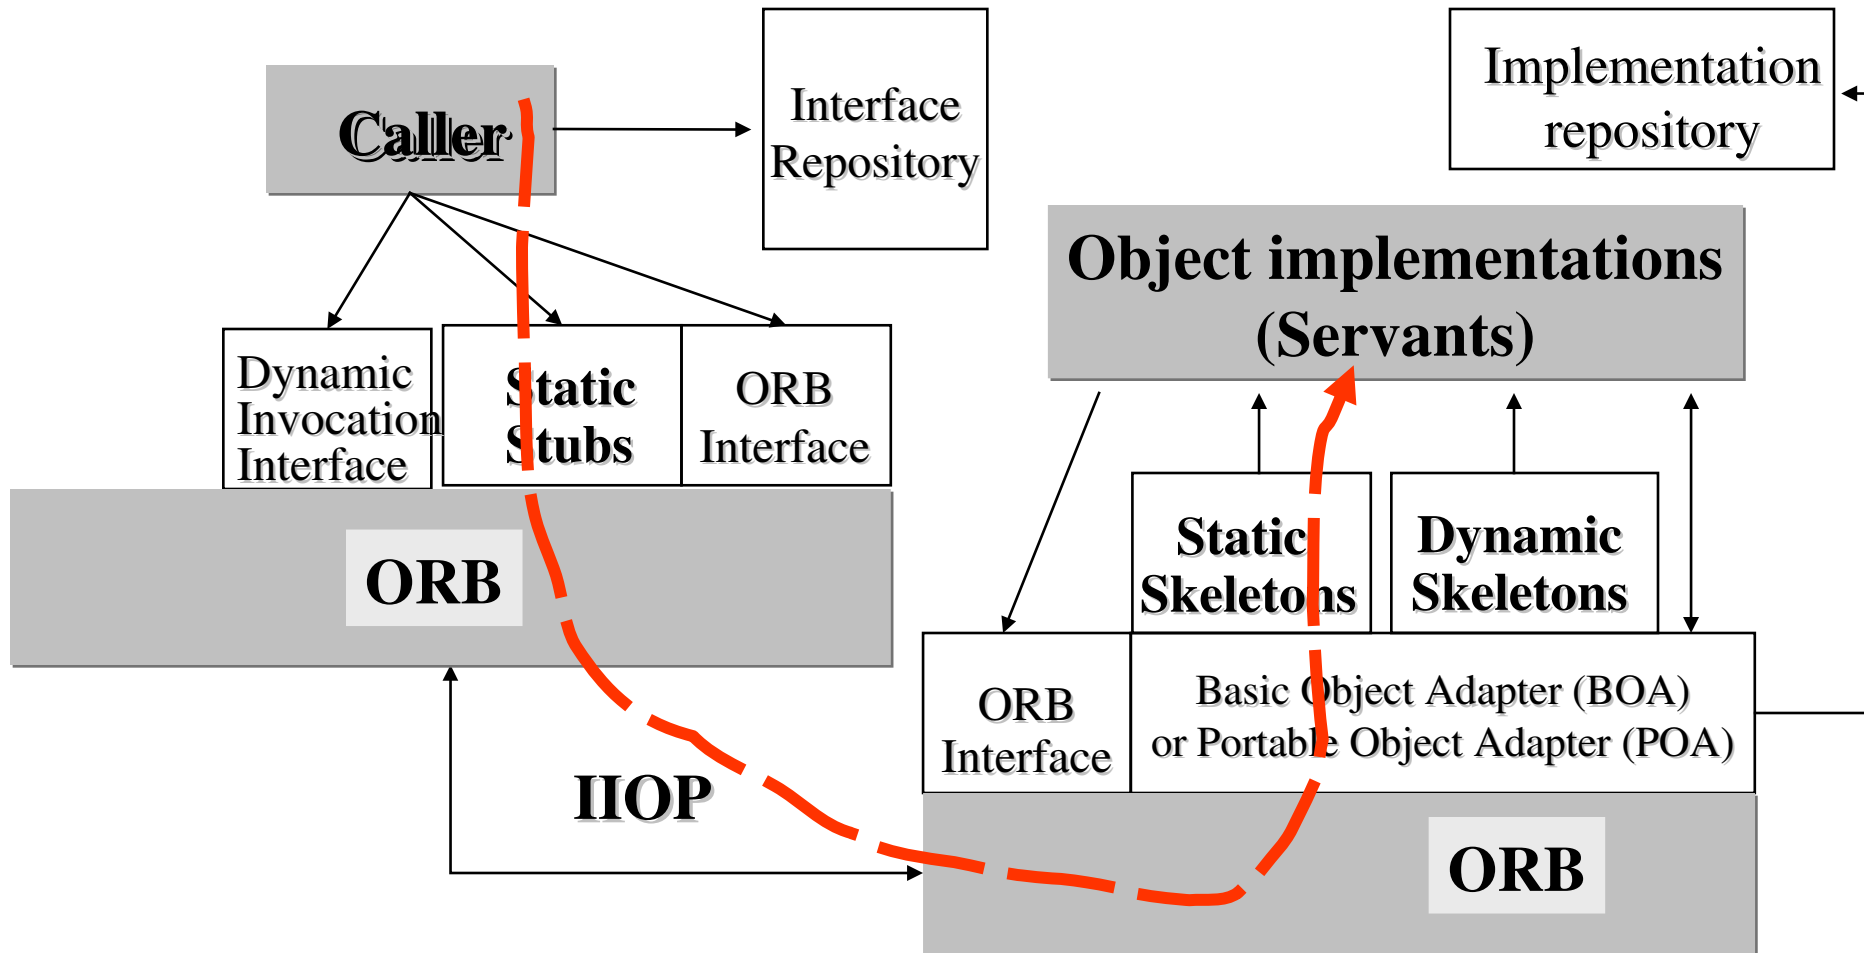 Caller
Interface
Repository
Implementation
repository
Object implementations
(Servants)
Dynamic
Invocation
Interface
Static
Stubs
ORB
Interface
ORB
Static
Skeletons
Dynamic
Skeletons
ORB
Interface
Basic Object Adapter (BOA)
or Portable Object Adapter (POA)
IIOP
ORB